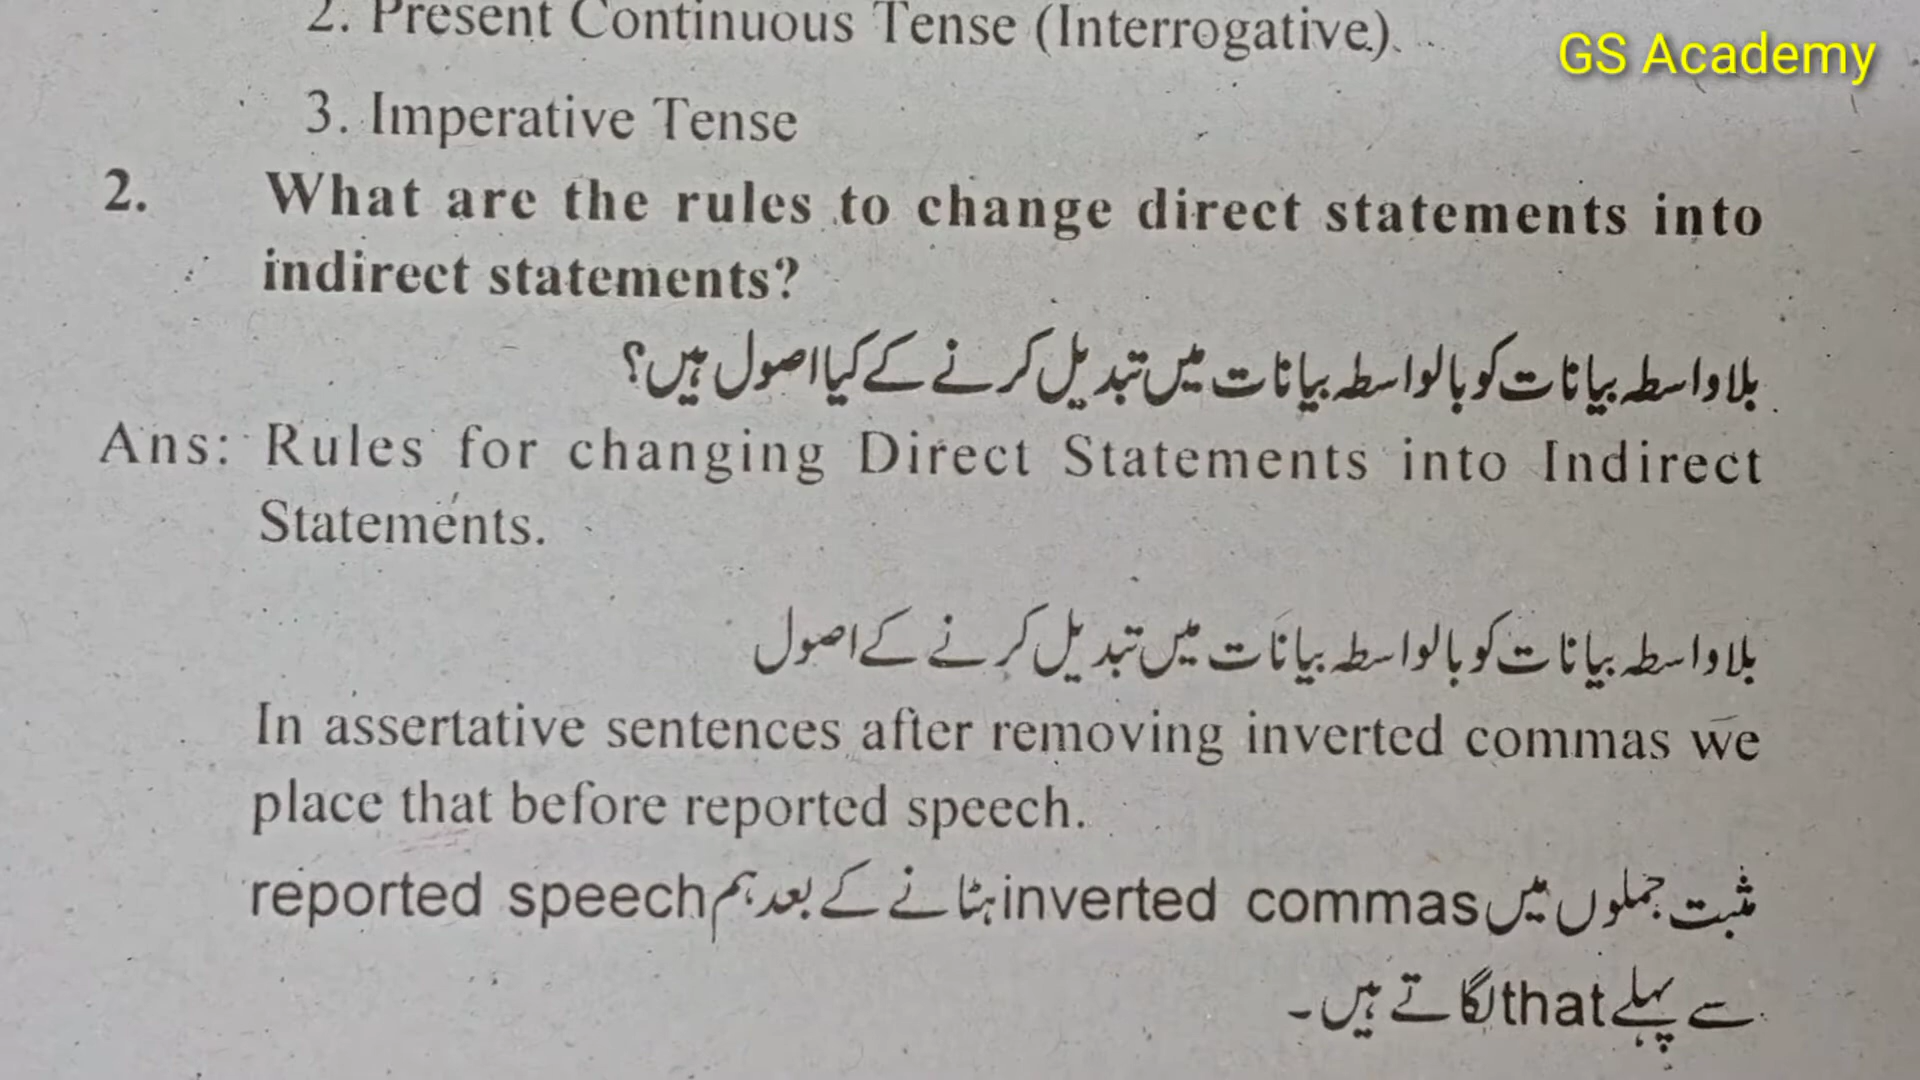 2. Present Continuous Tense (Interrogative).
GS Academy
3. Imperative Tense
2. What are the rules to change direct statements into
indirect statements?
بلاواسطہ بیانات کو بالواسطہ بیانات میں تبدیل کرنے کے کیا اصول ہیں؟
Ans: Rules for changing Direct Statements into Indirect
Statements.
بلاواسطہ بیانات کو بالواسطہ بیانات میں تبدیل کرنے کے اصول
In assertative sentences after removing inverted commas we
place that before reported speech.
مثبت جملوں میں inverted commas ہٹانے کے بعد ہم reported speech
سے پہلے that لگاتے ہیں۔